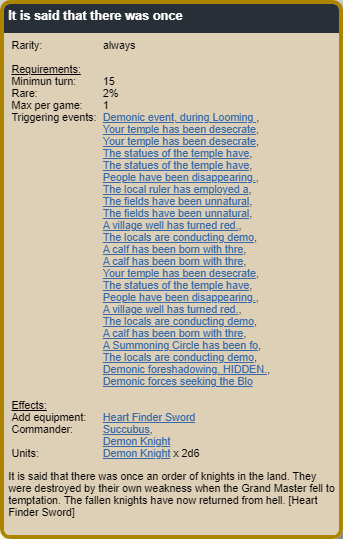 It is said that there was once
Rarity: always
Requirements:
Minimun turn: 15
Rare: 2%
Max per game: 1
Triggering events: Demonic event, during Looming ,
Your temple has been desecrate,
Your temple has been desecrate,
The statues of the temple have,
The statues of the temple have,
People have been disappearing.,
The local ruler has employed a,
The fields have been unnatural,
The fields have been unnatural,
A village well has turned red.,
The locals are conducting demo,
A calf has been born with thre,
A calf has been born with thre,
Your temple has been desecrate,
The statues of the temple have,
People have been disappearing.,
A village well has turned red.,
The locals are conducting demo,
A calf has been born with thre,
A Summoning Circle has been fo,
The locals are conducting demo,
Demonic foreshadowing. HIDDEN.,
Demonic forces seeking the Blo
Effects:
Add equipment: Heart Finder Sword
Commander: Succubus,
Demon Knight
Units: Demon Knight x 2d6
It is said that there was once an order of knights in the land. They
were destroyed by their own weakness when the Grand Master fell to
temptation. The fallen knights have now returned from hell. [Heart
Finder Sword]